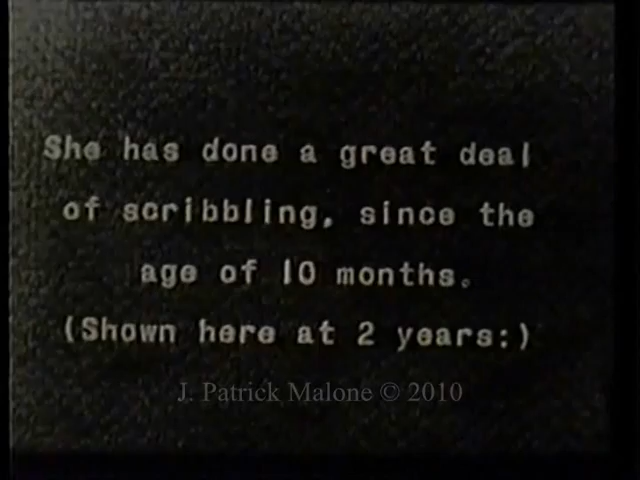 She has done a great deal
of scribbling, since the
age of 10 months.
(Shown here at 2 years:)
J. Patrick Malone © 2010